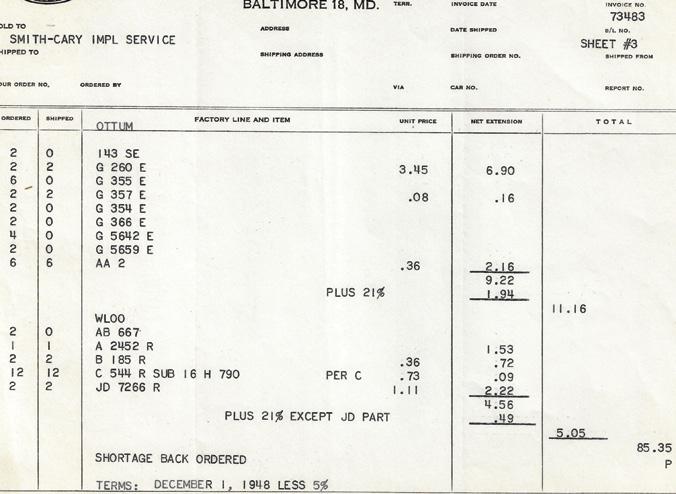 BALTIMORE 18, MD. TERR. INVOICE DATE INVOICE NO.
73483
OLD TO ADDRESS DATE SHIPPED B/L NO.
SMITH-CARY IMPL SERVICE SHEET #3
HIPPED TO SHIPPING ADDRESS SHIPPING ORDER NO. SHIPPED FROM
OUR ORDER NO. ORDERED BY VIA CAR NO. REPORT NO.
ORDERED SHIPPED FACTORY LINE AND ITEM UNIT PRICE NET EXTENSION TOTAL
OTTUM
2 0 143 SE
2 2 G 260 E 3.45 6.90
6 0 G 355 E
2 2 G 357 E .08 .16
2 0 G 354 E
2 0 G 366 E
4 0 G 5642 E
2 0 G 5659 E
6 6 AA 2 .36 2.16
9.22
PLUS 21% 1.94
11.16
WLOO
2 0 AB 667
1 1 A 2452 R 1.53
2 2 B 185 R .36 .72
12 12 C 544 R SUB 16 H 790 PER C .73 .09
2 2 JD 7266 R 1.11 2.22
4.56
PLUS 21% EXCEPT JD PART .49
5.05
85.35
SHORTAGE BACK ORDERED P
TERMS: DECEMBER 1, 1948 LESS 5%